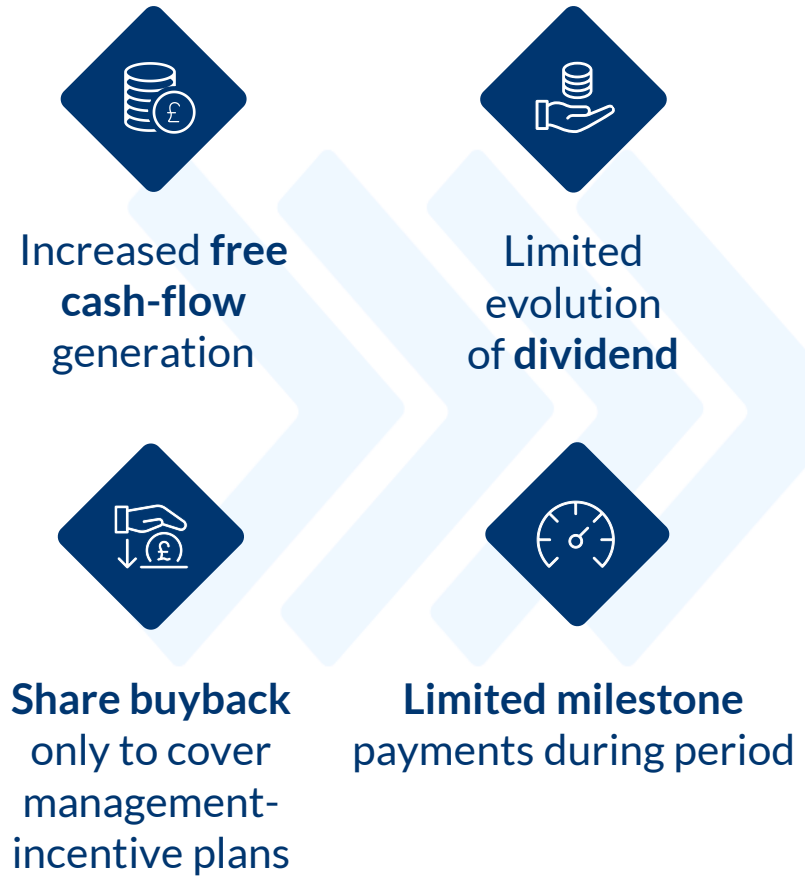 £
Increased free
cash-flow
generation
Limited
evolution
of dividend
£
Share buyback
only to cover
management-
incentive plans
Limited milestone
payments during period